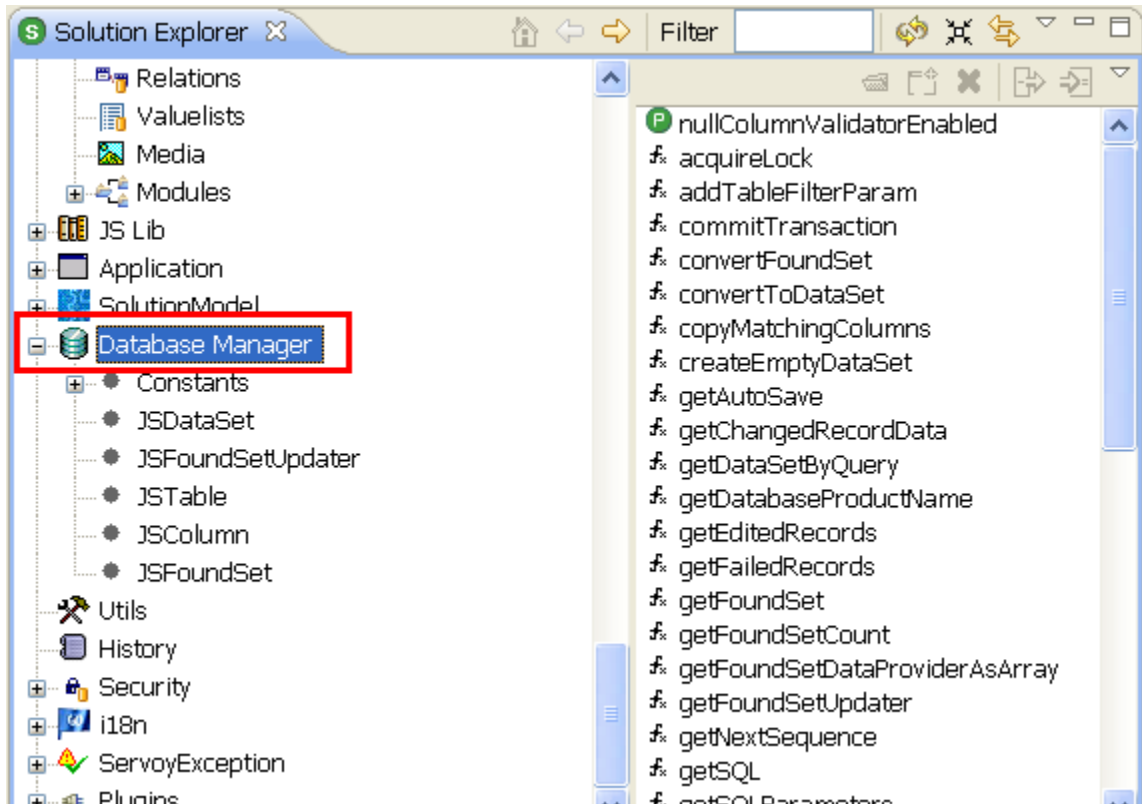 Solution Explorer
Filter
Relations
Valuelists
Media
Modules
JS Lib
Application
SolutionModel
Database Manager
Constants
JSDataSet
JSFoundSetUpdater
JSTable
JSColumn
JSFoundSet
Utils
History
Security
i18n
ServoyException
Plugins
nullColumnValidatorEnabled
acquireLock
addTableFilterParam
commitTransaction
convertFoundSet
convertToDataSet
copyMatchingColumns
createEmptyDataSet
getAutoSave
getChangedRecordData
getDataSetByQuery
getDatabaseProductName
getEditedRecords
getFailedRecords
getFoundSet
getFoundSetCount
getFoundSetDataProviderAsArray
getFoundSetUpdater
getNextSequence
getSQL
getSQLParameters